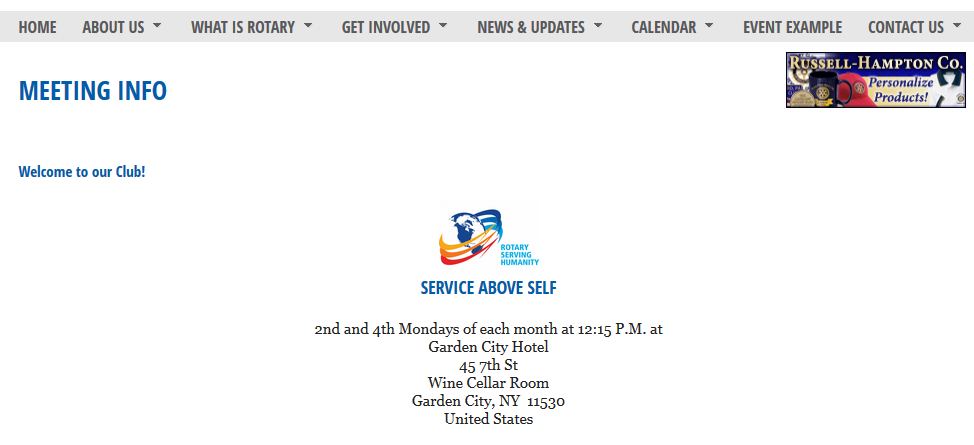 HOME ABOUT US WHAT IS ROTARY GET INVOLVED NEWS & UPDATES CALENDAR EVENT EXAMPLE CONTACT US
RUSSELL-HAMPTON CO.
Personalize
Products!
MEETING INFO
Welcome to our Club!
ROTARY
SERVING
HUMANITY
SERVICE ABOVE SELF
2nd and 4th Mondays of each month at 12:15 P.M. at
Garden City Hotel
45 7th St
Wine Cellar Room
Garden City, NY  11530
United States